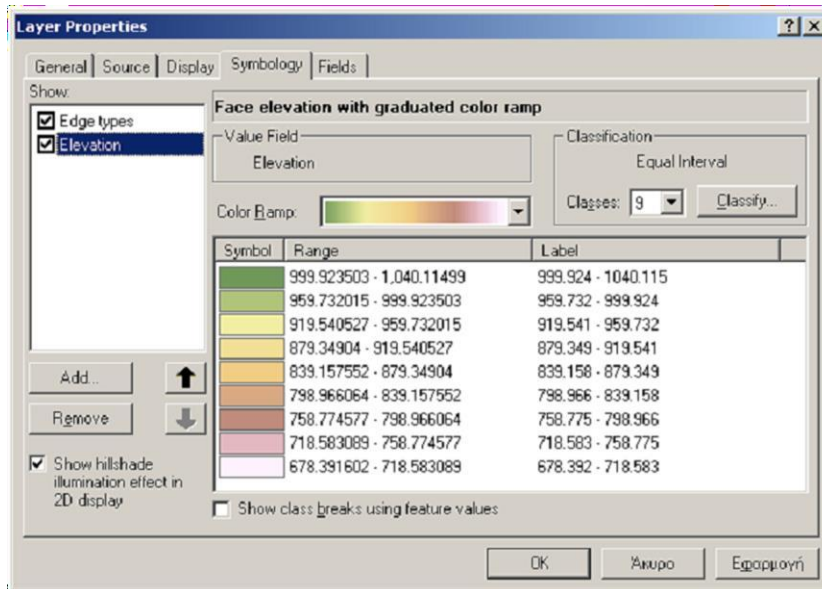 Layer Properties
General Source Display Symbology Fields
Show:
Edge types
Elevation
Add...
Remove
Show hillshade
illumination effect in
2D display
Face elevation with graduated color ramp
Value Field
Elevation
Classification
Equal Interval
Color Ramp:
Classes: 9 Classify...
Symbol Range Label
999.923503 - 1,040.11499 999.924 - 1040.115
959.732015 - 999.923503 959.732 - 999.924
919.540527 - 959.732015 919.541 - 959.732
879.34904 - 919.540527 879.349 - 919.541
839.157552 - 879.34904 839.158 - 879.349
798.966064 - 839.157552 798.966 - 839.158
758.774577 - 798.966064 758.775 - 798.966
718.583089 - 758.774577 718.583 - 758.775
678.391602 - 718.583089 678.392 - 718.583
Show class breaks using feature values
OK Άκυρο Εφαρμογή